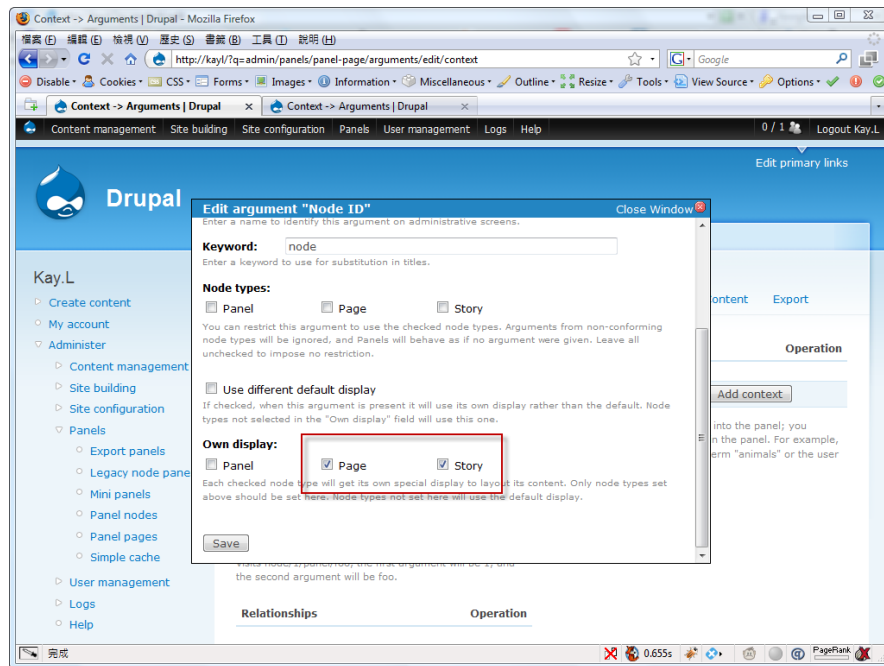 Context -> Arguments | Drupal - Mozilla Firefox
檔案(F) 編輯(E) 檢視(V) 歷史(S) 書籤(B) 工具(T) 說明(H)
http://kayl/?q=admin/panels/panel-page/arguments/edit/context
Google
Disable Cookies CSS Forms Images Information Miscellaneous Outline Resize Tools View Source Options
Context -> Arguments | Drupal
Context -> Arguments | Drupal
Content management Site building Site configuration Panels User management Logs Help 0 / 1 Logout Kay.L
Edit primary links
Drupal
Edit argument "Node ID" Close Window
Enter a name to identify this argument on administrative screens.
Keyword: node
Enter a keyword to use for substitution in titles.
Node types:
Panel Page Story
You can restrict this argument to use the checked node types. Arguments from non-conforming
node types will be ignored, and Panels will behave as if no argument were given. Leave all
unchecked to impose no restriction.
Use different default display
If checked, when this argument is present it will use its own display rather than the default. Node
types not selected in the "Own display" field will use this one.
Own display:
Panel Page Story
Each checked node type will get its own special display to layout its content. Only node types set
above should be set here. Node types not set here will use the default display.
Save
Kay.L
Create content
My account
Administer
Content management
Site building
Site configuration
Panels
Export panels
Legacy node pane
Mini panels
Panel nodes
Panel pages
Simple cache
User management
Logs
Help
ontent Export
Operation
Add context
into the panel; you
n the panel. For example,
erm "animals" or the user
visits node/1/panel/foo, the first argument will be 1, and
the second argument will be foo.
Relationships Operation
完成
0.655s
PageRank